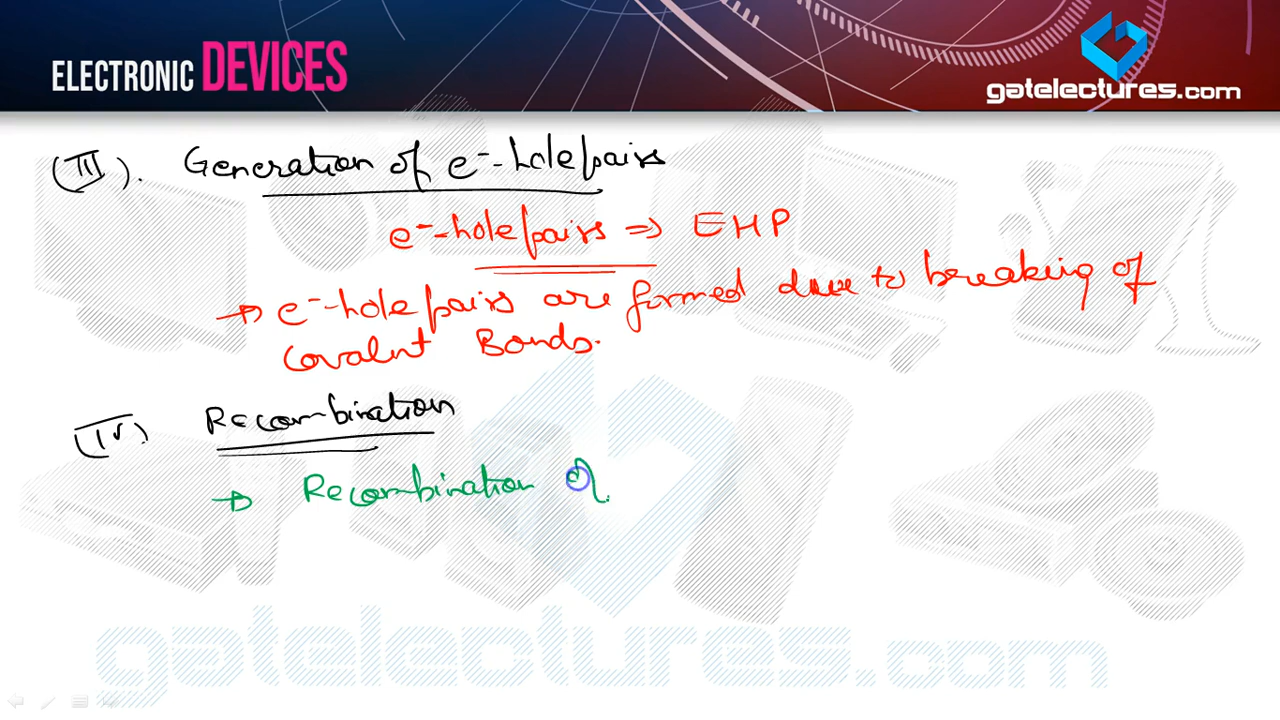 ELECTRONIC DEVICES
gatelectures.com
(III). Generation of e⁻-hole pairs
e⁻-hole pairs ⇒ EHP
→ e⁻-hole pairs are formed due to breaking of
Covalent Bonds.
(IV). Recombination
→ Recombination of
gatelectures.com